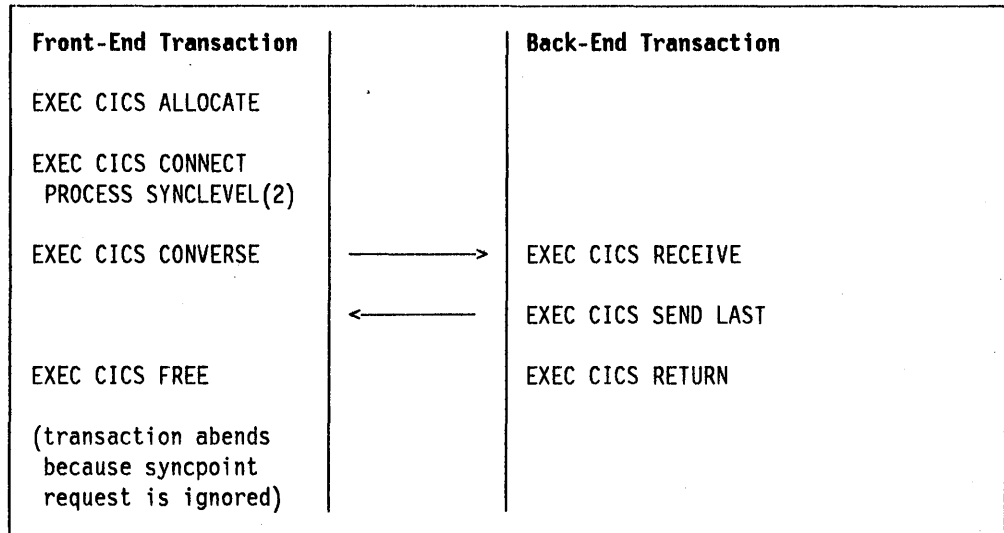 Front-End Transaction
Back-End Transaction
EXEC CICS ALLOCATE
EXEC CICS CONNECT
PROCESS SYNCLEVEL(2)
EXEC CICS CONVERSE
EXEC CICS RECEIVE
EXEC CICS SEND LAST
EXEC CICS FREE
EXEC CICS RETURN
(transaction abends
because syncpoint
request is ignored)